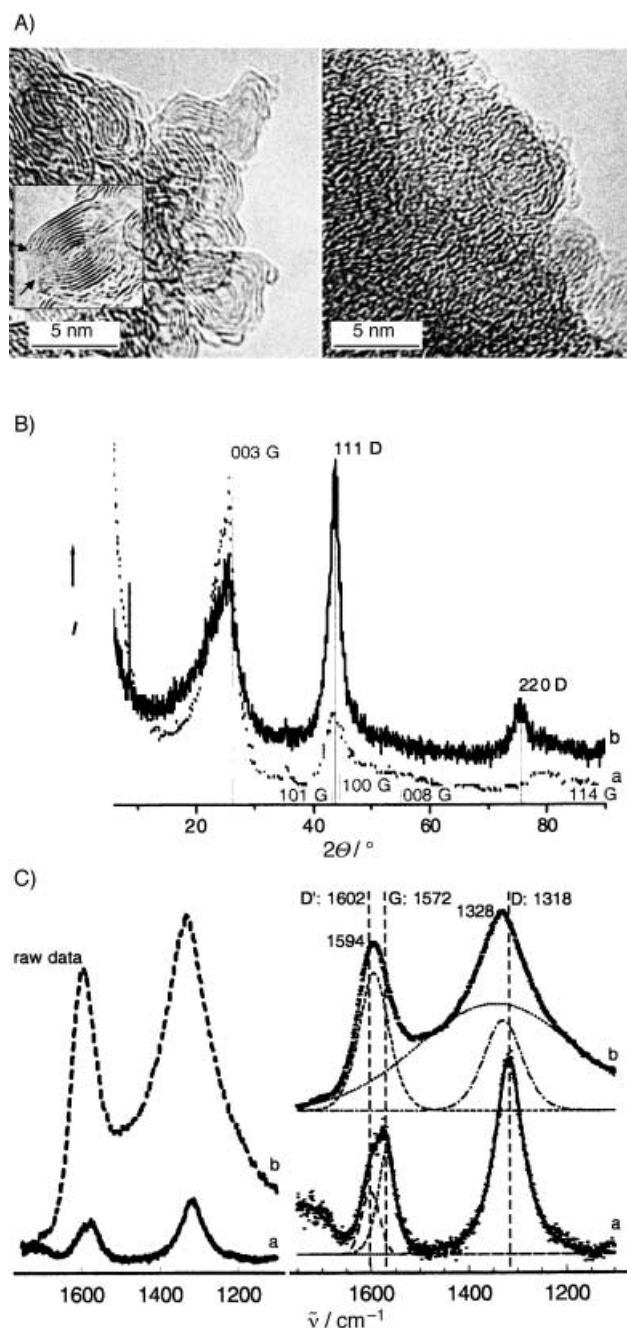 A)
5 nm
5 nm
B)
003 G
111 D
220 D
I
b
a
101 G
100 G
008 G
114 G
20
40
60
80
2Θ / °
C)
raw data
b
a
1600
1400
1200
D': 1602
G: 1572
D: 1318
1594
1328
b
a
1600
1400
1200
ṽ / cm⁻¹